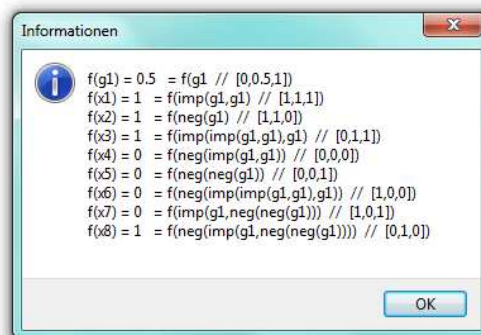 Informationen
f(g1) = 0.5 = f(g1 // [0,0.5,1])
f(x1) = 1 = f(imp(g1,g1) // [1,1,1])
f(x2) = 1 = f(neg(g1) // [1,1,0])
f(x3) = 1 = f(imp(imp(g1,g1),g1) // [0,1,1])
f(x4) = 0 = f(neg(imp(g1,g1)) // [0,0,0])
f(x5) = 0 = f(neg(neg(g1)) // [0,0,1])
f(x6) = 0 = f(neg(imp(imp(g1,g1),g1)) // [1,0,0])
f(x7) = 0 = f(imp(g1,neg(neg(g1))) // [1,0,1])
f(x8) = 1 = f(neg(imp(g1,neg(neg(g1)))) // [0,1,0])
OK